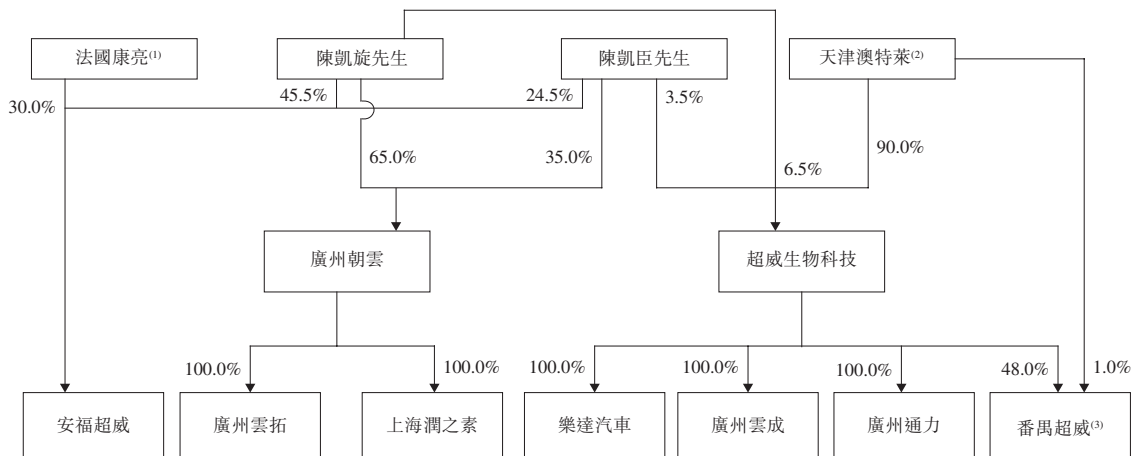 法國康亮(1)
陳凱旋先生
陳凱臣先生
天津澳特萊(2)
30.0%
45.5%
24.5%
3.5%
65.0%
35.0%
6.5%
90.0%
廣州朝雲
超威生物科技
100.0%
100.0%
100.0%
100.0%
100.0%
48.0%
1.0%
安福超威
廣州雲拓
上海潤之素
樂達汽車
廣州雲成
廣州通力
番禺超威(3)